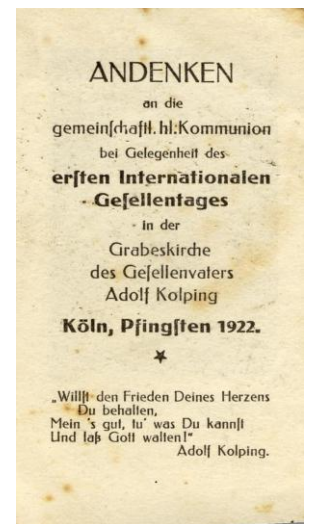 ANDENKEN
an die
gemeinſchaftl. hl. Kommunion
bei Gelegenheit des
erſten Internationalen
Geſellentages
in der
Grabeskirche
des Geſellenvaters
Adolf Kolping
Köln, Pfingſten 1922.
„Willſt den Frieden Deines Herzens
Du behalten,
Mein 's gut, tu' was Du kannſt
Und laß Gott walten!"
Adolf Kolping.